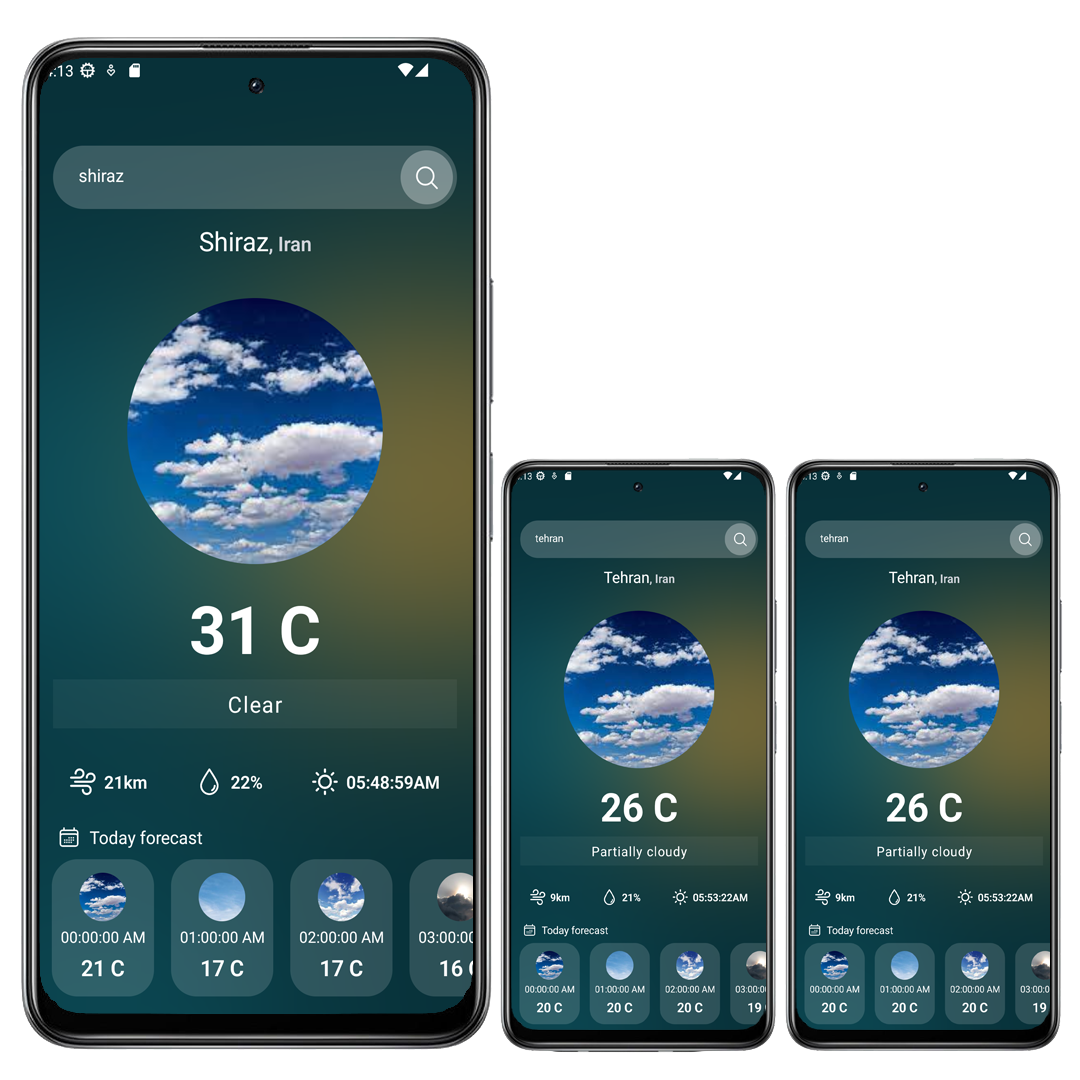 :13
shiraz
Shiraz, Iran
31 C
Clear
21km 22% 05:48:59AM
Today forecast
00:00:00 AM 01:00:00 AM 02:00:00 AM 03:00:0
21 C 17 C 17 C 16
:13
tehran
Tehran, Iran
26 C
Partially cloudy
9km 21% 05:53:22AM
Today forecast
00:00:00 AM 01:00:00 AM 02:00:00 AM 03:00:0
20 C 20 C 20 C 19
:13
tehran
Tehran, Iran
26 C
Partially cloudy
9km 21% 05:53:22AM
Today forecast
00:00:00 AM 01:00:00 AM 02:00:00 AM 03:00:0
20 C 20 C 20 C 19